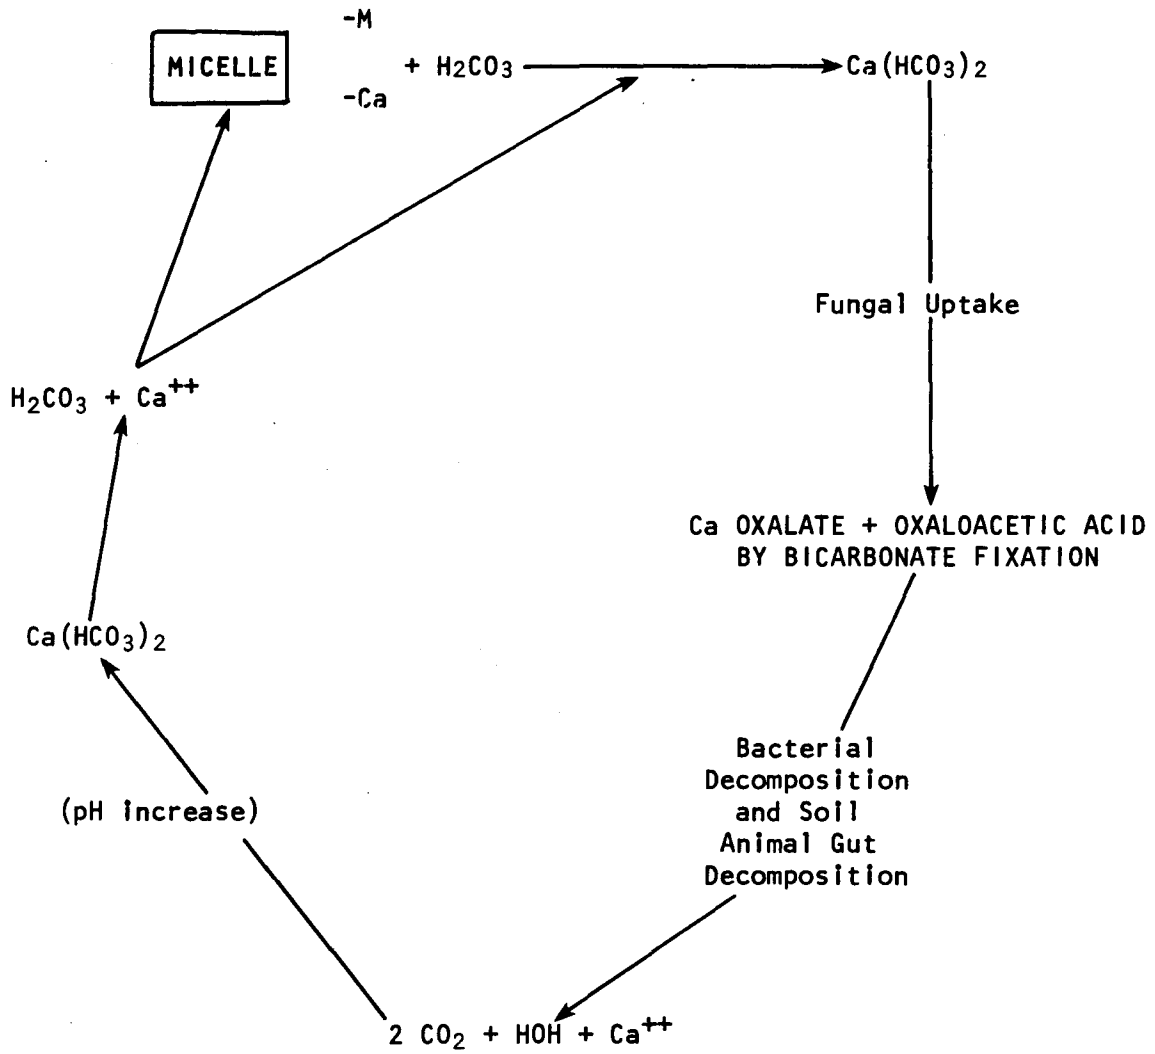 -M
MICELLE + H₂CO₃ Ca(HCO₃)₂
-Ca
Fungal Uptake
H₂CO₃ + Ca⁺⁺
Ca OXALATE + OXALOACETIC ACID
BY BICARBONATE FIXATION
Ca(HCO₃)₂
Bacterial
Decomposition
and Soil
Animal Gut
Decomposition
(pH increase)
2 CO₂ + HOH + Ca⁺⁺